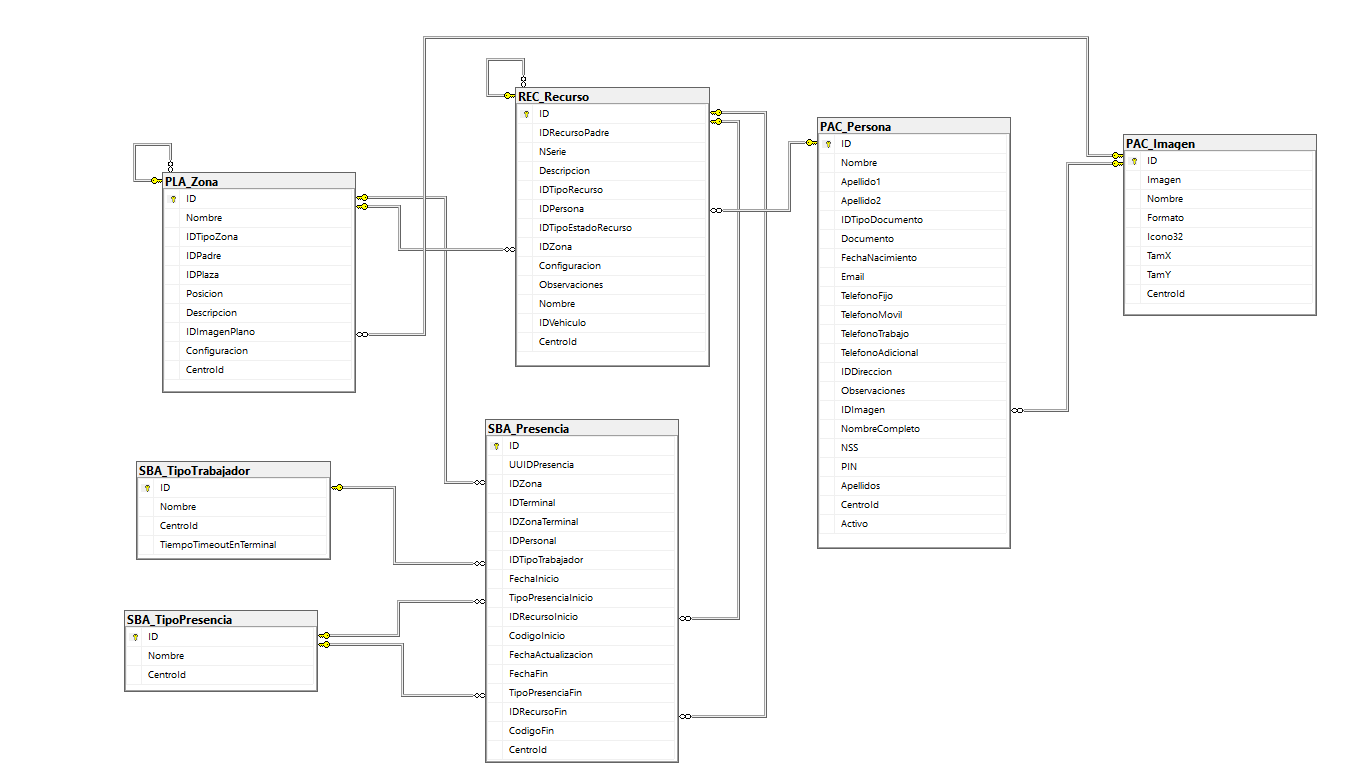 REC_Recurso
ID
IDRecursoPadre
NSerie
Descripcion
IDTipoRecurso
IDPersona
IDTipoEstadoRecurso
IDZona
Configuracion
Observaciones
Nombre
IDVehiculo
CentroId
PAC_Persona
ID
Nombre
Apellido1
Apellido2
IDTipoDocumento
Documento
FechaNacimiento
Email
TelefonoFijo
TelefonoMovil
TelefonoTrabajo
TelefonoAdicional
IDDireccion
Observaciones
IDImagen
NombreCompleto
NSS
PIN
Apellidos
CentroId
Activo
PAC_Imagen
ID
Imagen
Nombre
Formato
Icono32
TamX
TamY
CentroId
PLA_Zona
ID
Nombre
IDTipoZona
IDPadre
IDPlaza
Posicion
Descripcion
IDImagenPlano
Configuracion
CentroId
SBA_Presencia
ID
UUIDPresencia
IDZona
IDTerminal
IDZonaTerminal
IDPersonal
IDTipoTrabajador
FechaInicio
TipoPresenciaInicio
IDRecursoInicio
CodigoInicio
FechaActualizacion
FechaFin
TipoPresenciaFin
IDRecursoFin
CodigoFin
CentroId
SBA_TipoTrabajador
ID
Nombre
CentroId
TiempoTimeoutEnTerminal
SBA_TipoPresencia
ID
Nombre
CentroId